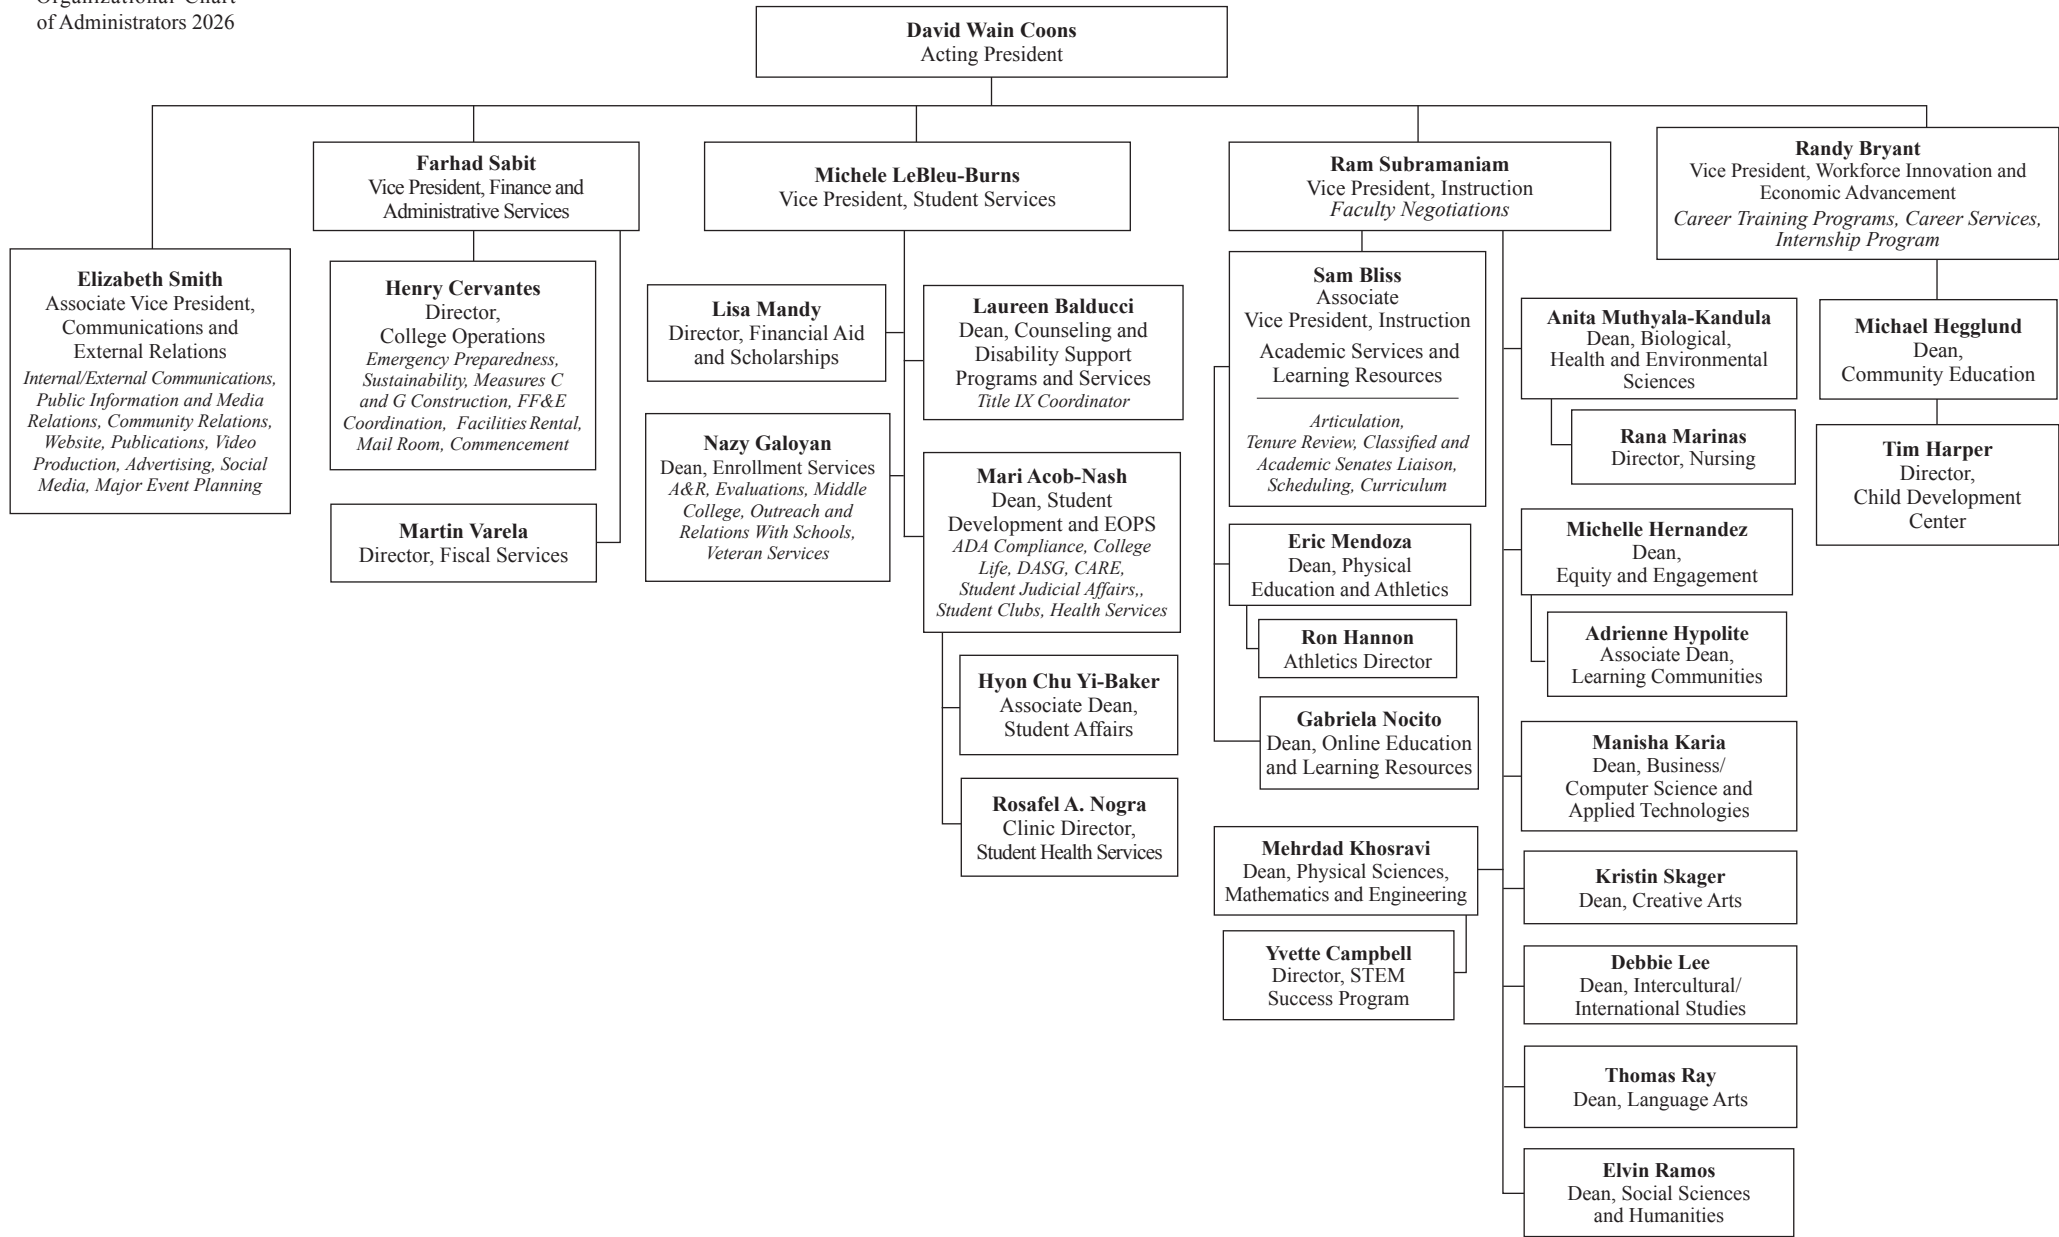 Organizational Chart
of Administrators 2026
David Wain Coons
Acting President
Farhad Sabit
Vice President, Finance and
Administrative Services
Michele LeBleu-Burns
Vice President, Student Services
Ram Subramaniam
Vice President, Instruction
Faculty Negotiations
Randy Bryant
Vice President, Workforce Innovation and
Economic Advancement
Career Training Programs, Career Services,
Internship Program
Elizabeth Smith
Associate Vice President,
Communications and
External Relations
Internal/External Communications,
Public Information and Media
Relations, Community Relations,
Website, Publications, Video
Production, Advertising, Social
Media, Major Event Planning
Henry Cervantes
Director,
College Operations
Emergency Preparedness,
Sustainability, Measures C
and G Construction, FF&E
Coordination, Facilities Rental,
Mail Room, Commencement
Martin Varela
Director, Fiscal Services
Lisa Mandy
Director, Financial Aid
and Scholarships
Nazy Galoyan
Dean, Enrollment Services
A&R, Evaluations, Middle
College, Outreach and
Relations With Schools,
Veteran Services
Laureen Balducci
Dean, Counseling and
Disability Support
Programs and Services
Title IX Coordinator
Mari Acob-Nash
Dean, Student
Development and EOPS
ADA Compliance, College
Life, DASG, CARE,
Student Judicial Affairs,,
Student Clubs, Health Services
Hyon Chu Yi-Baker
Associate Dean,
Student Affairs
Rosafel A. Nogra
Clinic Director,
Student Health Services
Sam Bliss
Associate
Vice President, Instruction
Academic Services and
Learning Resources
Articulation,
Tenure Review, Classified and
Academic Senates Liaison,
Scheduling, Curriculum
Eric Mendoza
Dean, Physical
Education and Athletics
Ron Hannon
Athletics Director
Gabriela Nocito
Dean, Online Education
and Learning Resources
Mehrdad Khosravi
Dean, Physical Sciences,
Mathematics and Engineering
Yvette Campbell
Director, STEM
Success Program
Anita Muthyala-Kandula
Dean, Biological,
Health and Environmental
Sciences
Rana Marinas
Director, Nursing
Michelle Hernandez
Dean,
Equity and Engagement
Adrienne Hypolite
Associate Dean,
Learning Communities
Manisha Karia
Dean, Business/
Computer Science and
Applied Technologies
Kristin Skager
Dean, Creative Arts
Debbie Lee
Dean, Intercultural/
International Studies
Thomas Ray
Dean, Language Arts
Elvin Ramos
Dean, Social Sciences
and Humanities
Michael Hegglund
Dean,
Community Education
Tim Harper
Director,
Child Development
Center